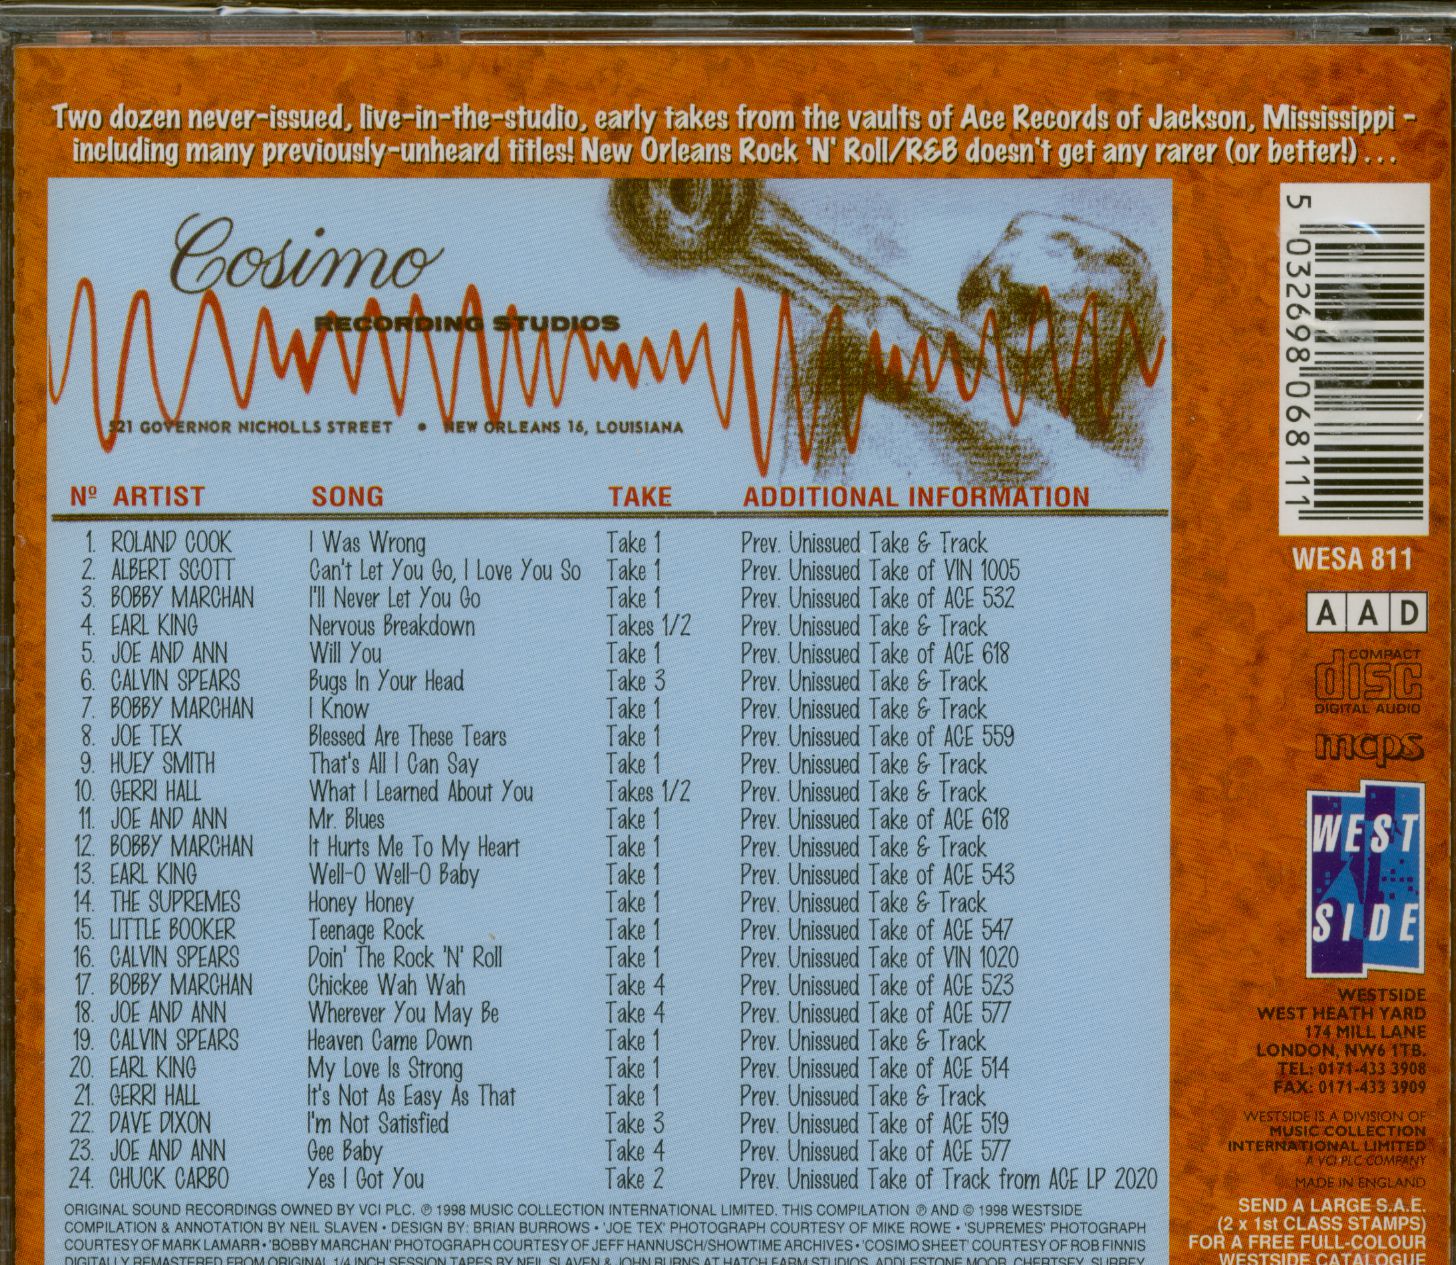 Two dozen never-issued, live-in-the-studio, early takes from the vaults of Ace Records of Jackson, Mississippi -
including many previously-unheard titles! New Orleans Rock 'N' Roll/R&B doesn't get any rarer (or better!) . . .
Cosimo
RECORDING STUDIOS
521 GOVERNOR NICHOLLS STREET • NEW ORLEANS 16, LOUISIANA
Nº ARTIST SONG TAKE ADDITIONAL INFORMATION
1. ROLAND COOK I Was Wrong Take 1 Prev. Unissued Take & Track
2. ALBERT SCOTT Can't Let You Go, I Love You So Take 1 Prev. Unissued Take of VIN 1005
3. BOBBY MARCHAN I'll Never Let You Go Take 1 Prev. Unissued Take of ACE 532
4. EARL KING Nervous Breakdown Takes 1/2 Prev. Unissued Take & Track
5. JOE AND ANN Will You Take 1 Prev. Unissued Take of ACE 618
6. CALVIN SPEARS Bugs In Your Head Take 3 Prev. Unissued Take & Track
7. BOBBY MARCHAN I Know Take 1 Prev. Unissued Take & Track
8. JOE TEX Blessed Are These Tears Take 1 Prev. Unissued Take of ACE 559
9. HUEY SMITH That's All I Can Say Take 1 Prev. Unissued Take & Track
10. GERRI HALL What I Learned About You Takes 1/2 Prev. Unissued Take & Track
11. JOE AND ANN Mr. Blues Take 1 Prev. Unissued Take of ACE 618
12. BOBBY MARCHAN It Hurts Me To My Heart Take 1 Prev. Unissued Take & Track
13. EARL KING Well-O Well-O Baby Take 1 Prev. Unissued Take of ACE 543
14. THE SUPREMES Honey Honey Take 1 Prev. Unissued Take & Track
15. LITTLE BOOKER Teenage Rock Take 1 Prev. Unissued Take of ACE 547
16. CALVIN SPEARS Doin' The Rock 'N' Roll Take 1 Prev. Unissued Take of VIN 1020
17. BOBBY MARCHAN Chickee Wah Wah Take 4 Prev. Unissued Take of ACE 523
18. JOE AND ANN Wherever You May Be Take 4 Prev. Unissued Take of ACE 577
19. CALVIN SPEARS Heaven Came Down Take 1 Prev. Unissued Take & Track
20. EARL KING My Love Is Strong Take 1 Prev. Unissued Take of ACE 514
21. GERRI HALL It's Not As Easy As That Take 1 Prev. Unissued Take & Track
22. DAVE DIXON I'm Not Satisfied Take 3 Prev. Unissued Take of ACE 519
23. JOE AND ANN Gee Baby Take 4 Prev. Unissued Take of ACE 577
24. CHUCK CARBO Yes I Got You Take 2 Prev. Unissued Take of Track from ACE LP 2020
ORIGINAL SOUND RECORDINGS OWNED BY VCI PLC. ℗ 1998 MUSIC COLLECTION INTERNATIONAL LIMITED. THIS COMPILATION ℗ AND © 1998 WESTSIDE
COMPILATION & ANNOTATION BY NEIL SLAVEN • DESIGN BY: BRIAN BURROWS • 'JOE TEX' PHOTOGRAPH COURTESY OF MIKE ROWE • 'SUPREMES' PHOTOGRAPH
COURTESY OF MARK LAMARR • 'BOBBY MARCHAN' PHOTOGRAPH COURTESY OF JEFF HANNUSCH/SHOWTIME ARCHIVES • 'COSIMO SHEET' COURTESY OF ROB FINNIS
DIGITALLY REMASTERED FROM ORIGINAL 1/4 INCH SESSION TAPES BY NEIL SLAVEN & JOHN BURNS AT HATCH FARM STUDIOS, ADDLESTONE MOOR, CHERTSEY, SURREY
5 032698 068111
WESA 811
A A D
COMPACT
disc
DIGITAL AUDIO
mcps
WEST
SIDE
WESTSIDE
WEST HEATH YARD
174 MILL LANE
LONDON, NW6 1TB.
TEL: 0171-433 3908
FAX: 0171-433 3909
WESTSIDE IS A DIVISION OF
MUSIC COLLECTION
INTERNATIONAL LIMITED
A VCI PLC COMPANY
MADE IN ENGLAND
SEND A LARGE S.A.E.
(2 x 1st CLASS STAMPS)
FOR A FREE FULL-COLOUR
WESTSIDE CATALOGUE